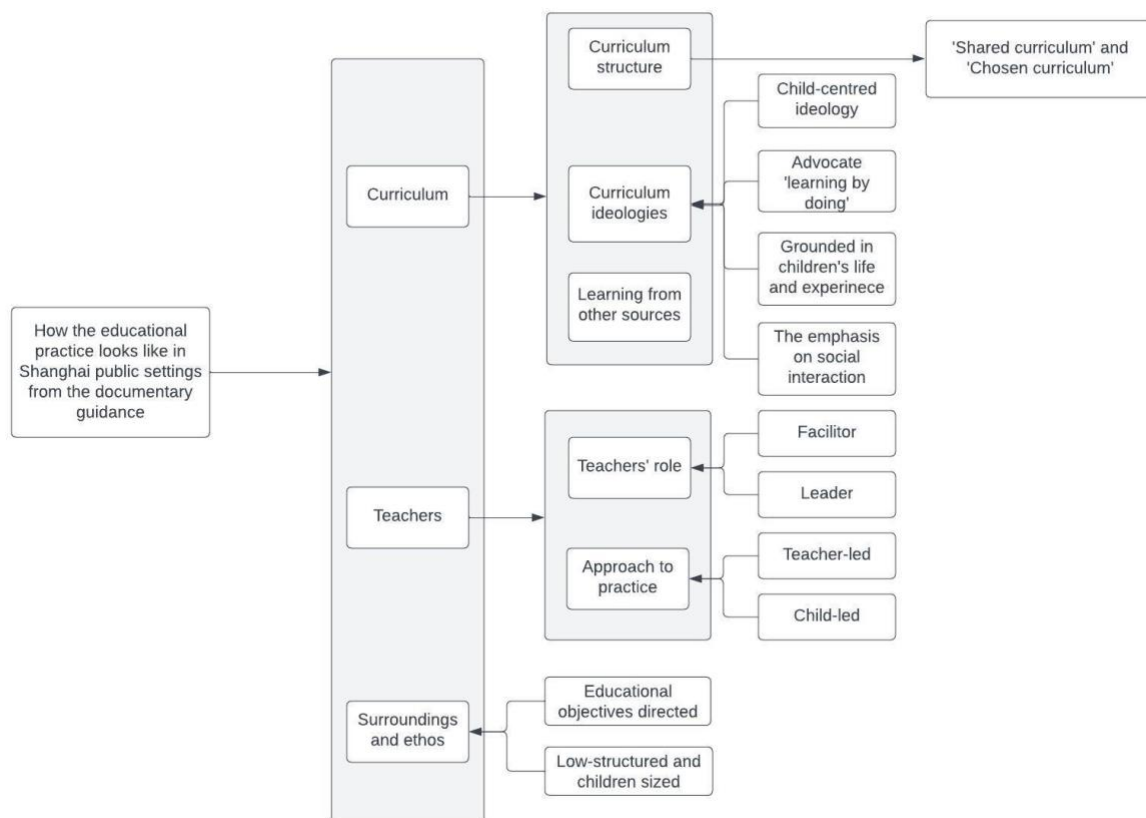 How the educational
practice looks like in
Shanghai public settings
from the documentary
guidance
Curriculum
Teachers
Surroundings
and ethos
Curriculum
structure
Curriculum
ideologies
Learning from
other sources
'Shared curriculum' and
'Chosen curriculum'
Child-centred
ideology
Advocate
'learning by
doing'
Grounded in
children's life
and experinece
The emphasis
on social
interaction
Teachers' role
Approach to
practice
Facilitor
Leader
Teacher-led
Child-led
Educational
objectives directed
Low-structured and
children sized